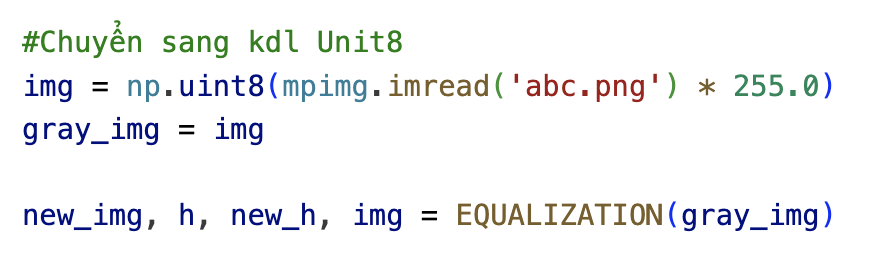 #Chuyển sang kdl Unit8
img = np.uint8(mpimg.imread('abc.png') * 255.0)
gray_img = img
new_img, h, new_h, img = EQUALIZATION(gray_img)